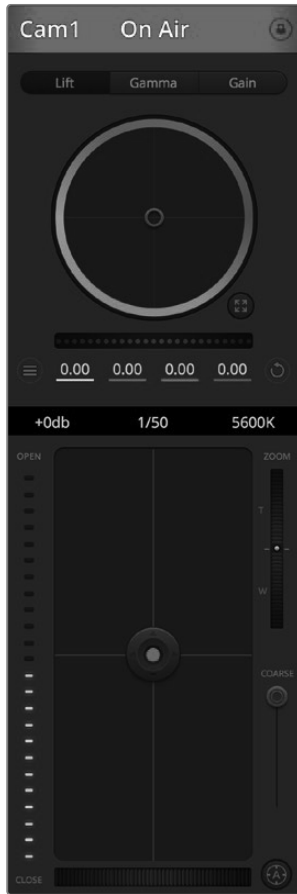 Cam1 On Air
Lift Gamma Gain
0.00 0.00 0.00 0.00
+0db 1/50 5600K
OPEN ZOOM
T
W
COARSE
CLOSE A